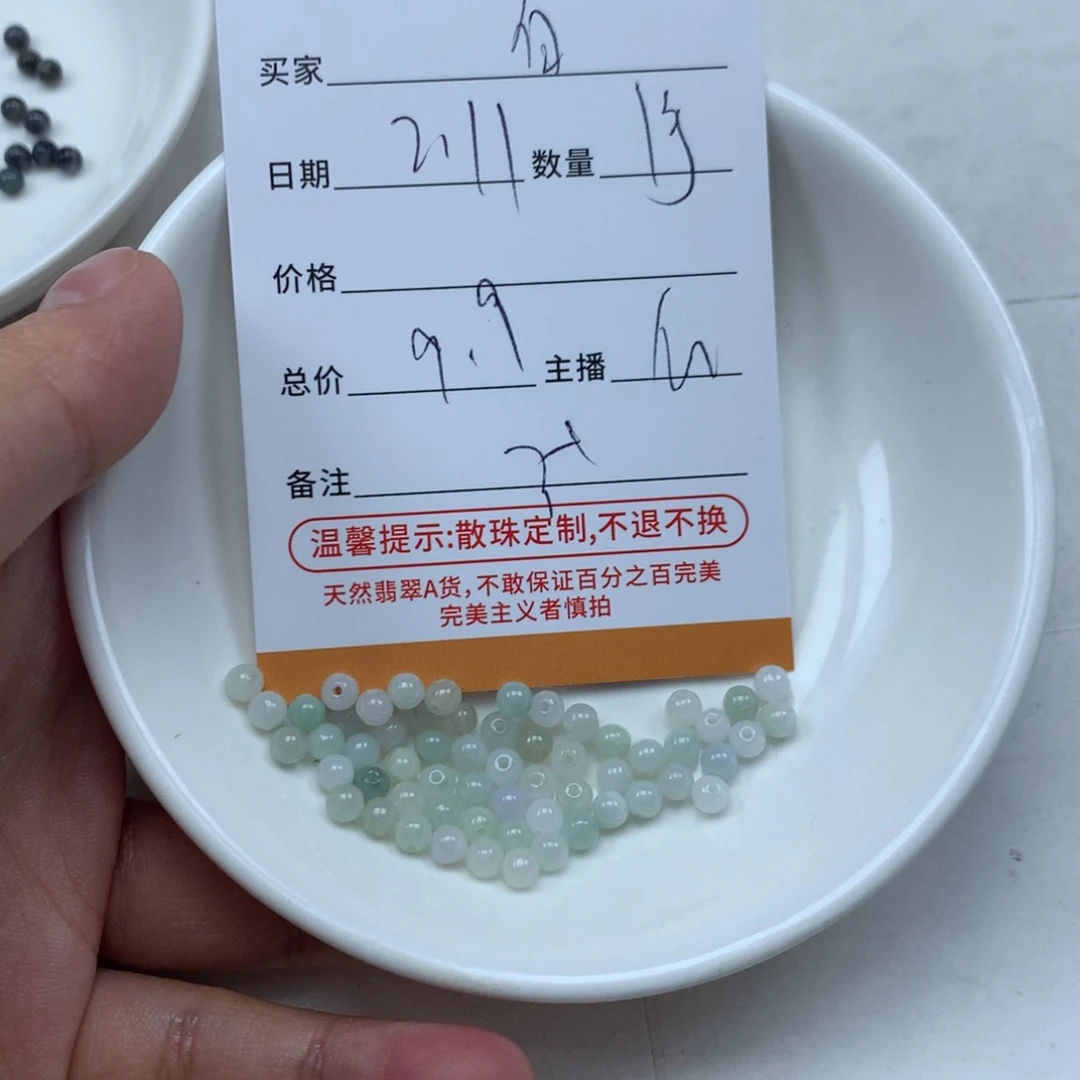 买家
日期 2.11 数量
价格
总价 9.9 主播
备注
温馨提示:散珠定制,不退不换
天然翡翠A货,不敢保证百分之百完美
完美主义者慎拍